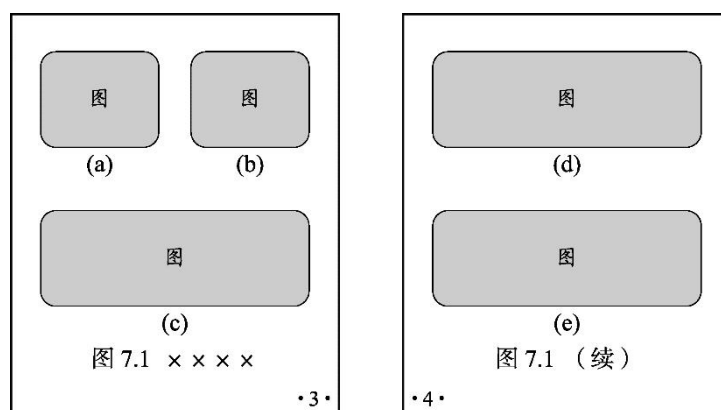 图 图
(a) (b)
图
(c)
图 7.1 × × × ×
·3·
图
(d)
图
(e)
图 7.1 （续）
·4·